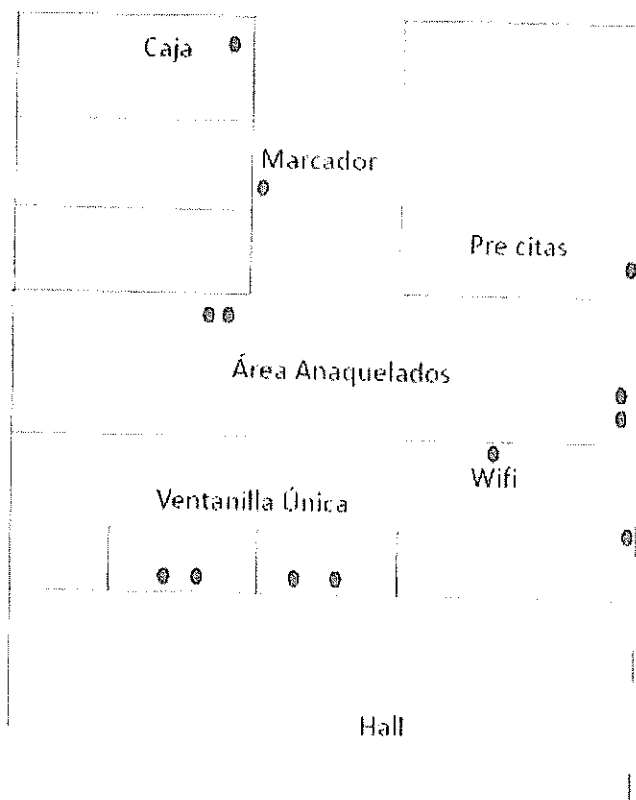 Caja
Marcador
Pre citas
Área Anaquelados
Wifi
Ventanilla Única
Hall